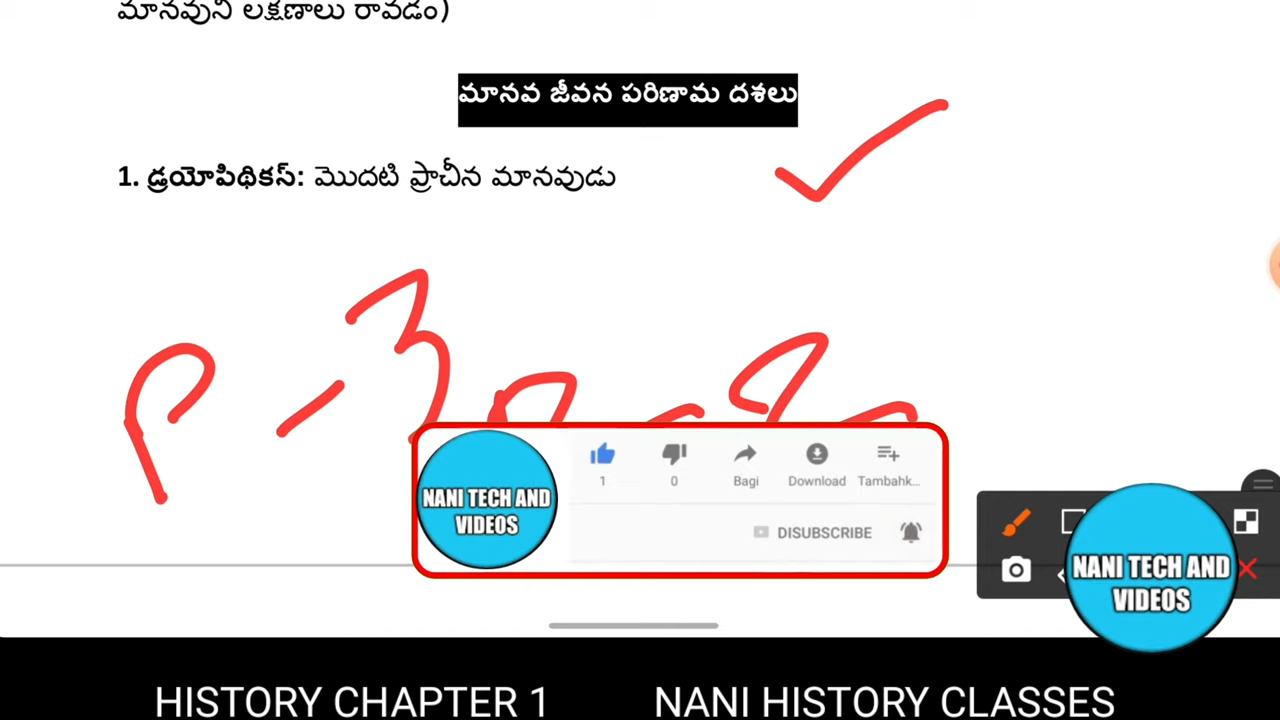 మానవుని లక్షణాలు రావడం)
మానవ జీవన పరిణామ దశలు
1. డ్రయోపిథికస్: మొదటి ప్రాచీన మానవుడు
NANI TECH AND
VIDEOS
1
0
Bagi
Download
Tambahk...
DISUBSCRIBE
NANI TECH AND
VIDEOS
HISTORY CHAPTER 1
NANI HISTORY CLASSES